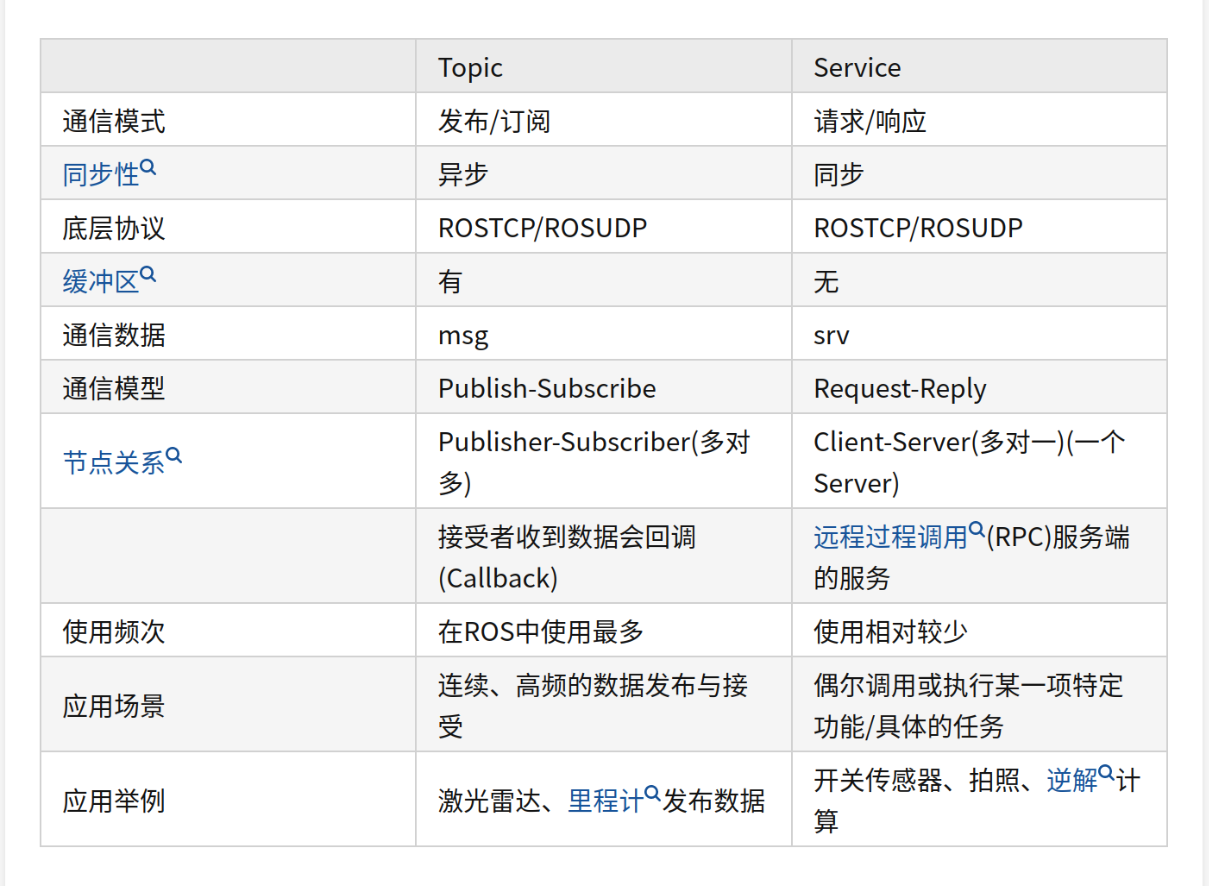 Topic
Service
通信模式
发布/订阅
请求/响应
同步性
异步
同步
底层协议
ROSTCP/ROSUDP
ROSTCP/ROSUDP
缓冲区
有
无
通信数据
msg
srv
通信模型
Publish-Subscribe
Request-Reply
节点关系
Publisher-Subscriber(多对
多)
Client-Server(多对一)(一个
Server)
接受者收到数据会回调
(Callback)
远程过程调用(RPC)服务端
的服务
使用频次
在ROS中使用最多
使用相对较少
应用场景
连续、高频的数据发布与接
受
偶尔调用或执行某一项特定
功能/具体的任务
应用举例
激光雷达、里程计发布数据
开关传感器、拍照、逆解计
算